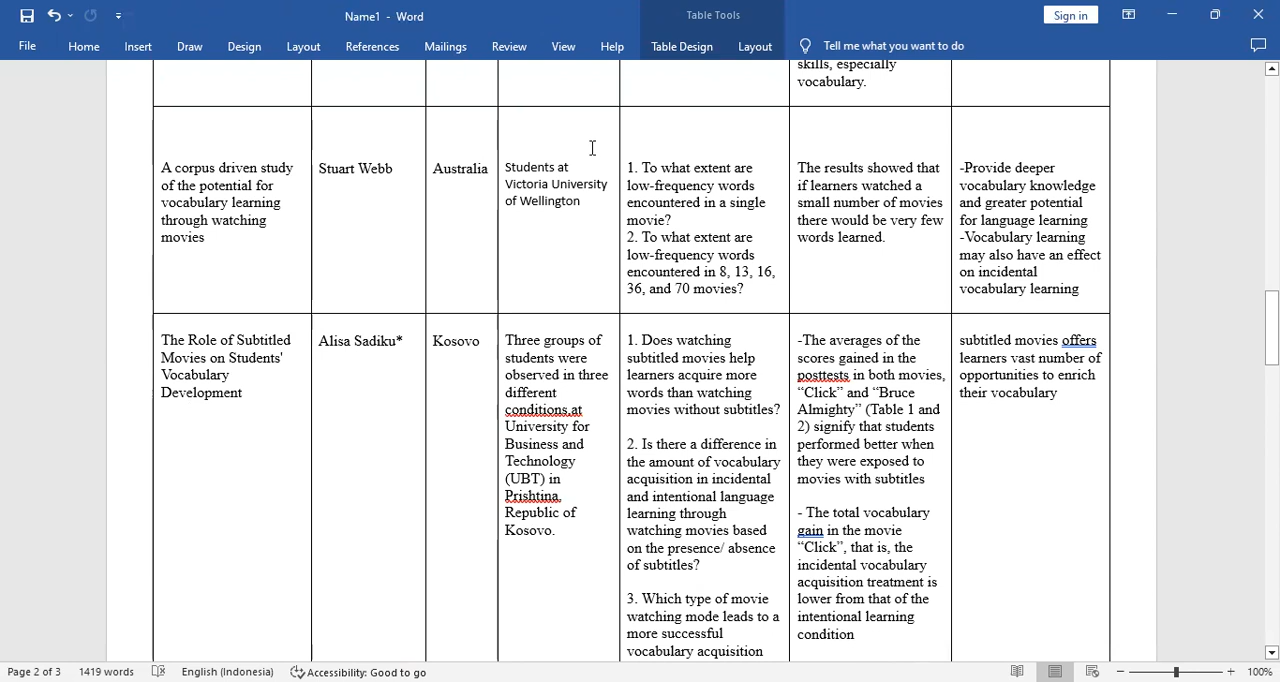 Name1 - Word
Table Tools
Sign in
File
Home
Insert
Draw
Design
Layout
References
Mailings
Review
View
Help
Table Design
Layout
Tell me what you want to do
skills, especially
vocabulary.
A corpus driven study
of the potential for
vocabulary learning
through watching
movies
Stuart Webb
Australia
Students at
Victoria University
of Wellington
1. To what extent are
low-frequency words
encountered in a single
movie?
2. To what extent are
low-frequency words
encountered in 8, 13, 16,
36, and 70 movies?
The results showed that
if learners watched a
small number of movies
there would be very few
words learned.
-Provide deeper
vocabulary knowledge
and greater potential
for language learning
-Vocabulary learning
may also have an effect
on incidental
vocabulary learning
The Role of Subtitled
Movies on Students'
Vocabulary
Development
Alisa Sadiku*
Kosovo
Three groups of
students were
observed in three
different
conditions.at
University for
Business and
Technology
(UBT) in
Prishtina,
Republic of
Kosovo.
1. Does watching
subtitled movies help
learners acquire more
words than watching
movies without subtitles?
2. Is there a difference in
the amount of vocabulary
acquisition in incidental
and intentional language
learning through
watching movies based
on the presence/ absence
of subtitles?
3. Which type of movie
watching mode leads to a
more successful
vocabulary acquisition
-The averages of the
scores gained in the
posttests in both movies,
“Click” and “Bruce
Almighty” (Table 1 and
2) signify that students
performed better when
they were exposed to
movies with subtitles
- The total vocabulary
gain in the movie
“Click”, that is, the
incidental vocabulary
acquisition treatment is
lower from that of the
intentional learning
condition
subtitled movies offers
learners vast number of
opportunities to enrich
their vocabulary
Page 2 of 3
1419 words
English (Indonesia)
Accessibility: Good to go
100%